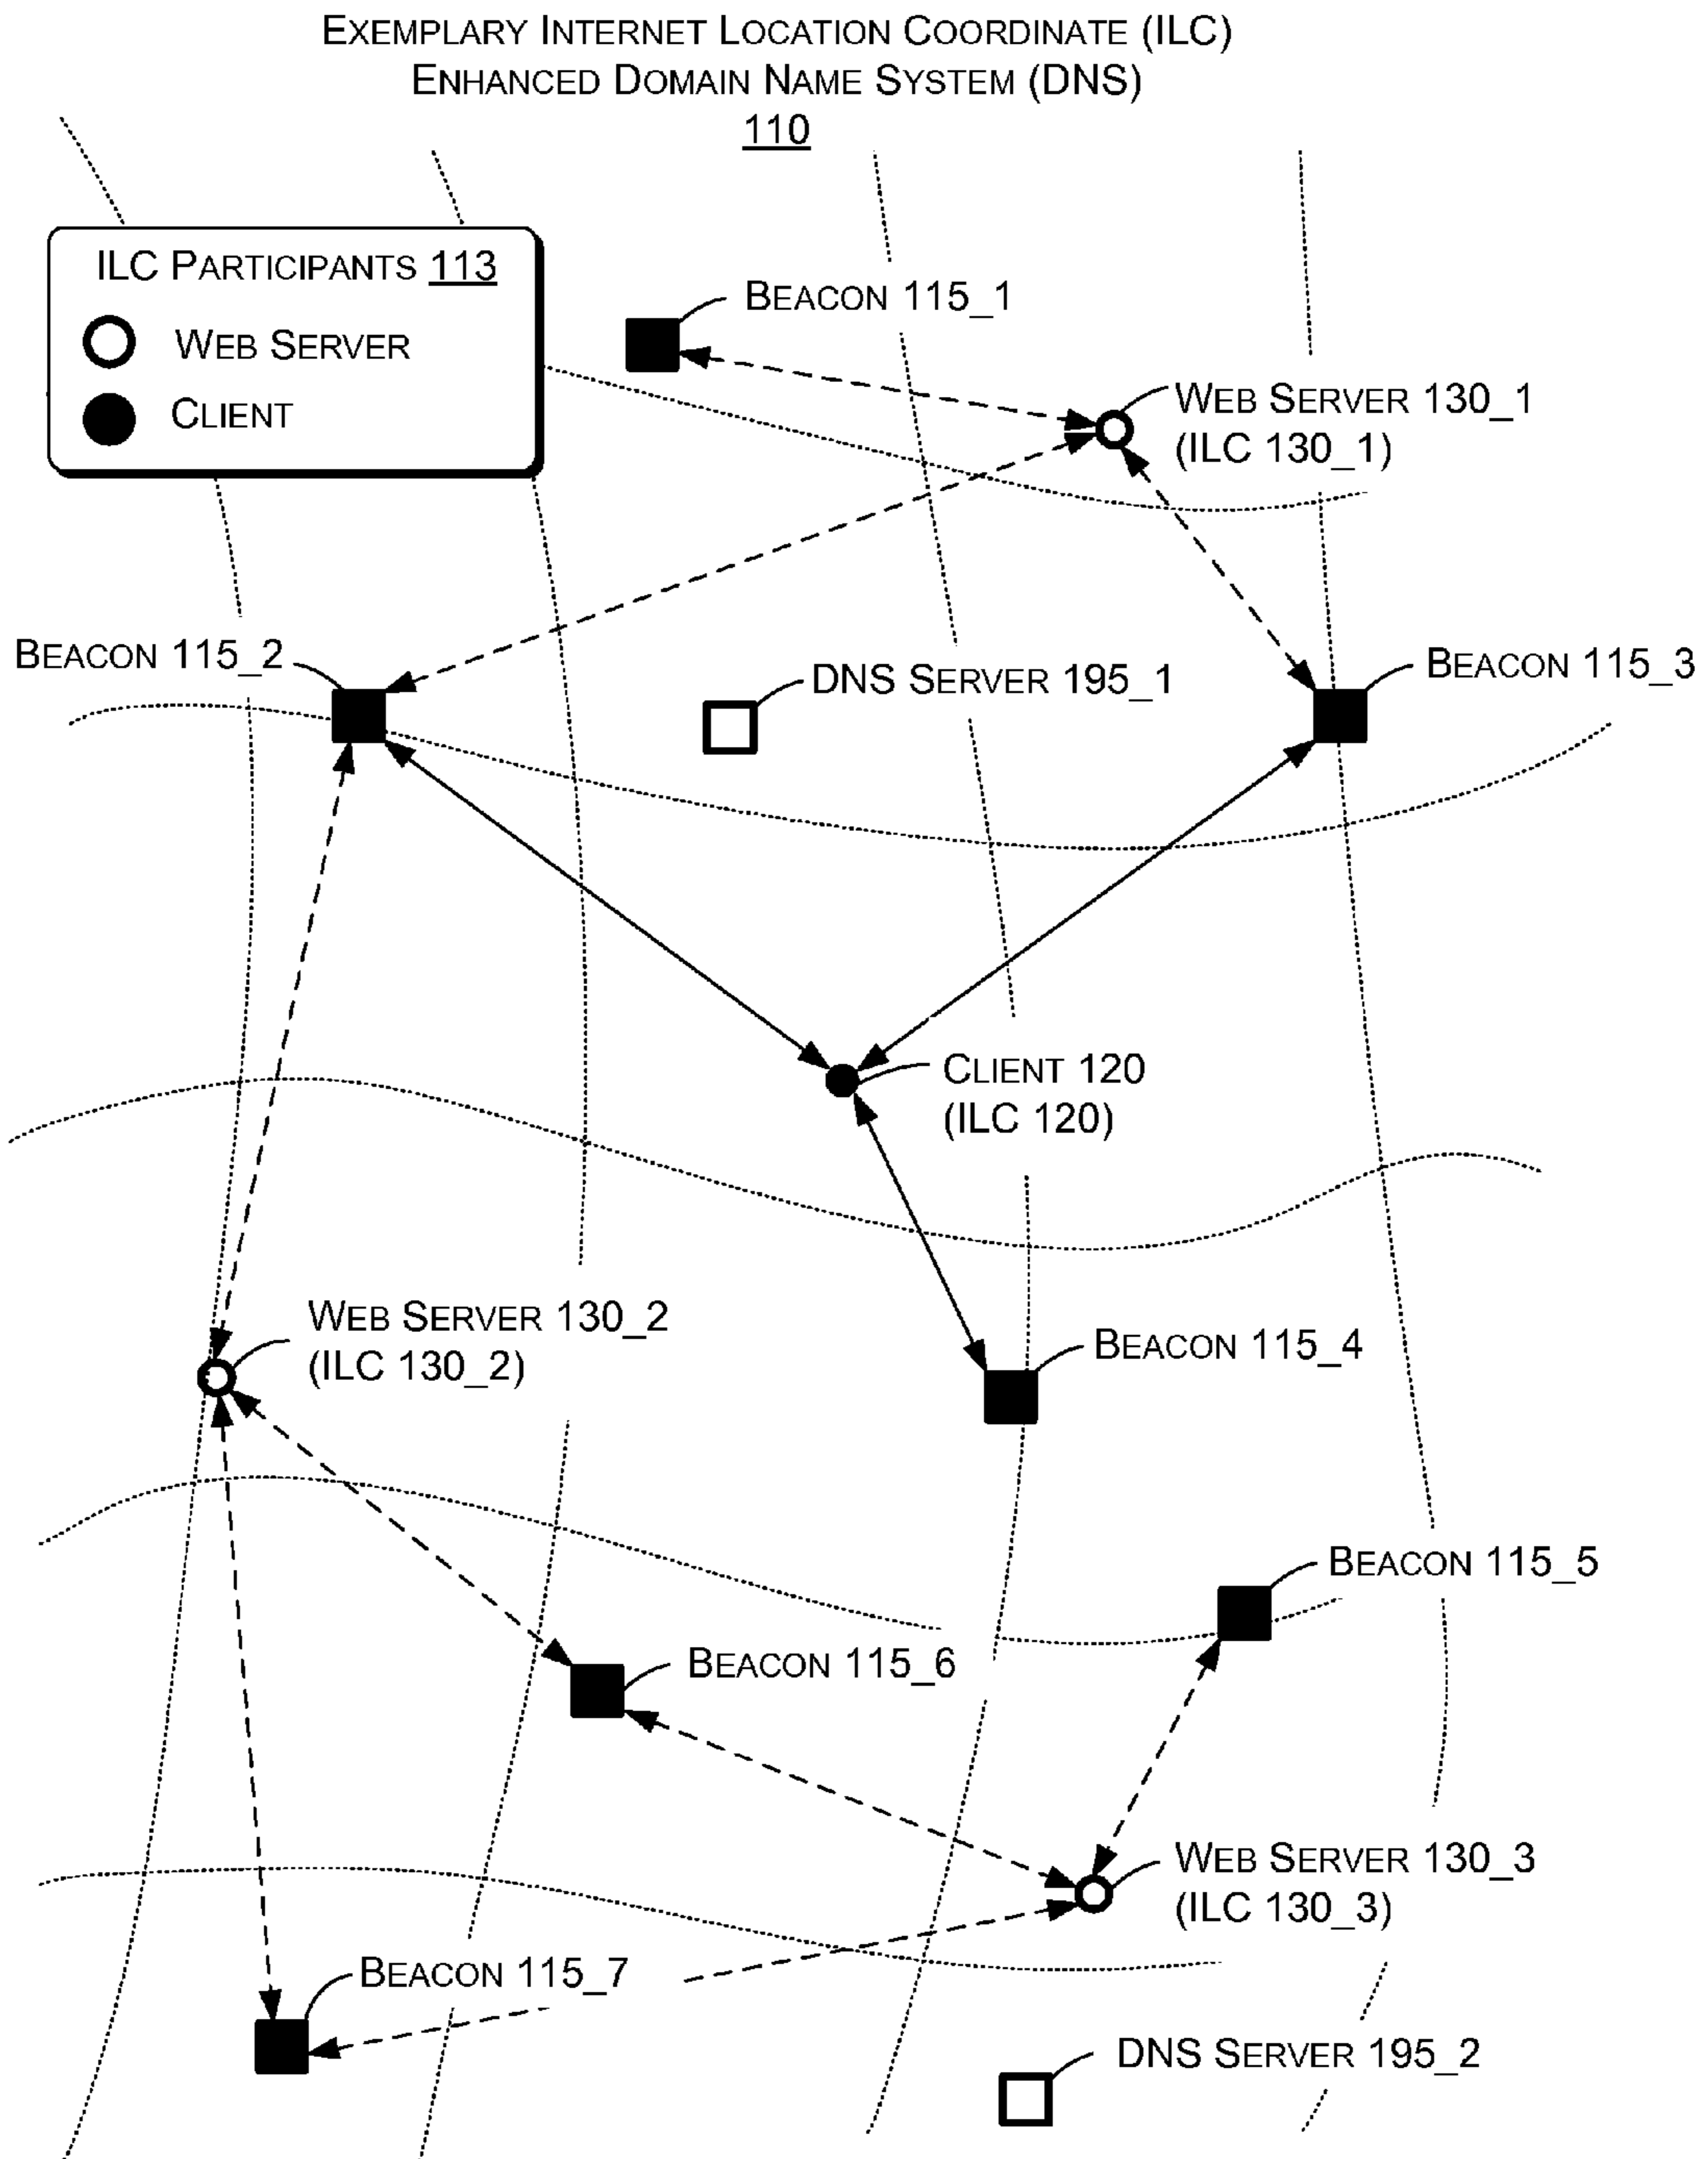 EXEMPLARY INTERNET LOCATION COORDINATE (ILC)
ENHANCED DOMAIN NAME SYSTEM (DNS)
110
ILC PARTICIPANTS 113
WEB SERVER
CLIENT
BEACON 115_1
WEB SERVER 130_1
(ILC 130_1)
BEACON 115_2
DNS SERVER 195_1
BEACON 115_3
CLIENT 120
(ILC 120)
WEB SERVER 130_2
(ILC 130_2)
BEACON 115_4
BEACON 115_5
BEACON 115_6
WEB SERVER 130_3
(ILC 130_3)
BEACON 115_7
DNS SERVER 195_2